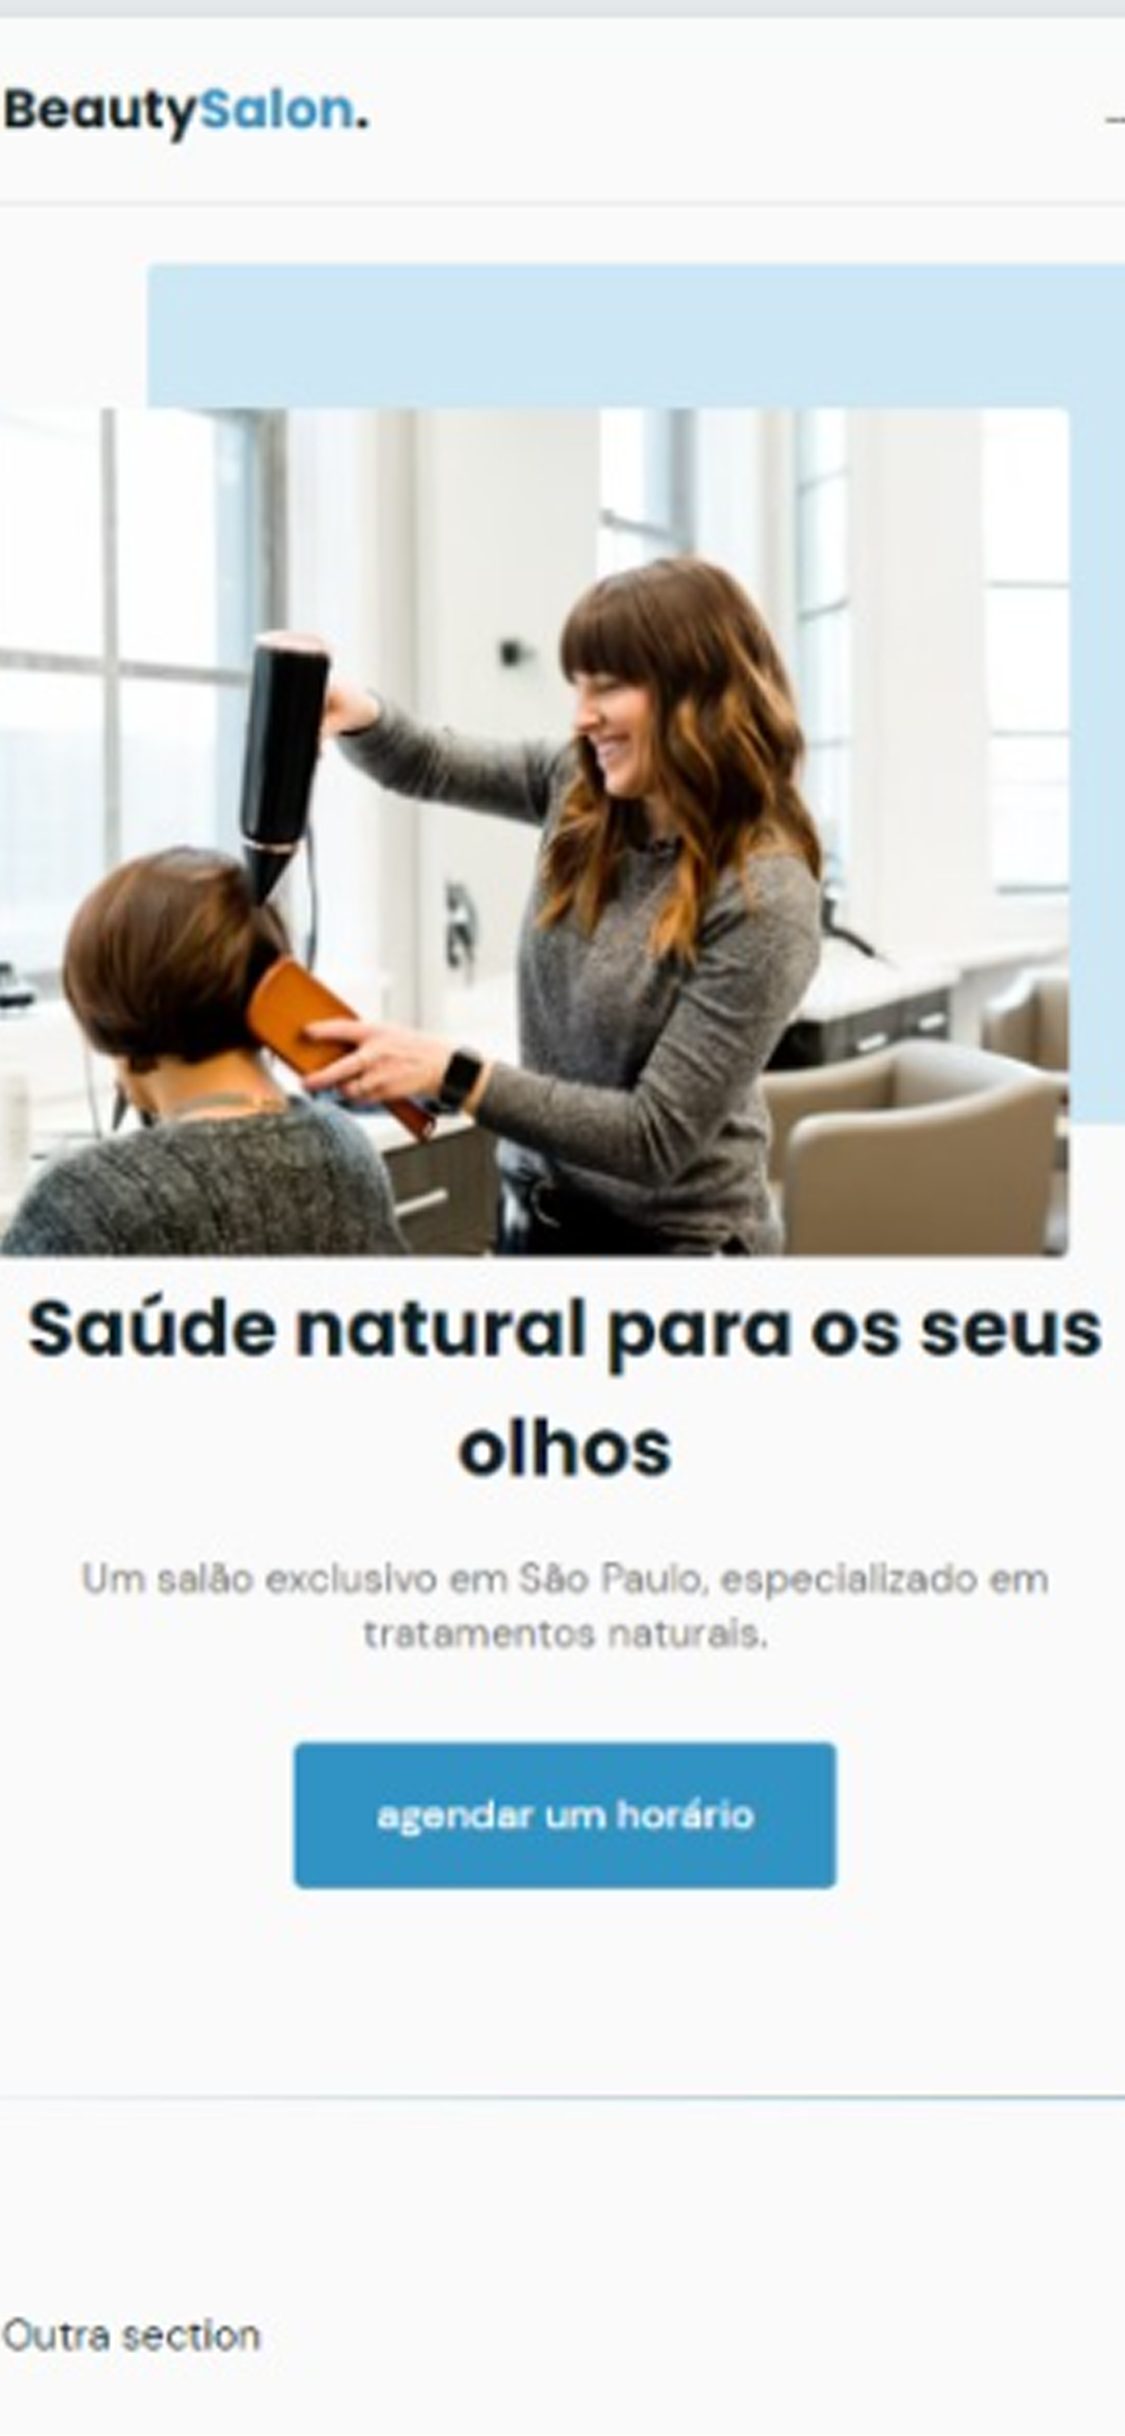 BeautySalon.
Saúde natural para os seus
olhos
Um salão exclusivo em São Paulo, especializado em
tratamentos naturais.
agendar um horário
Outra section